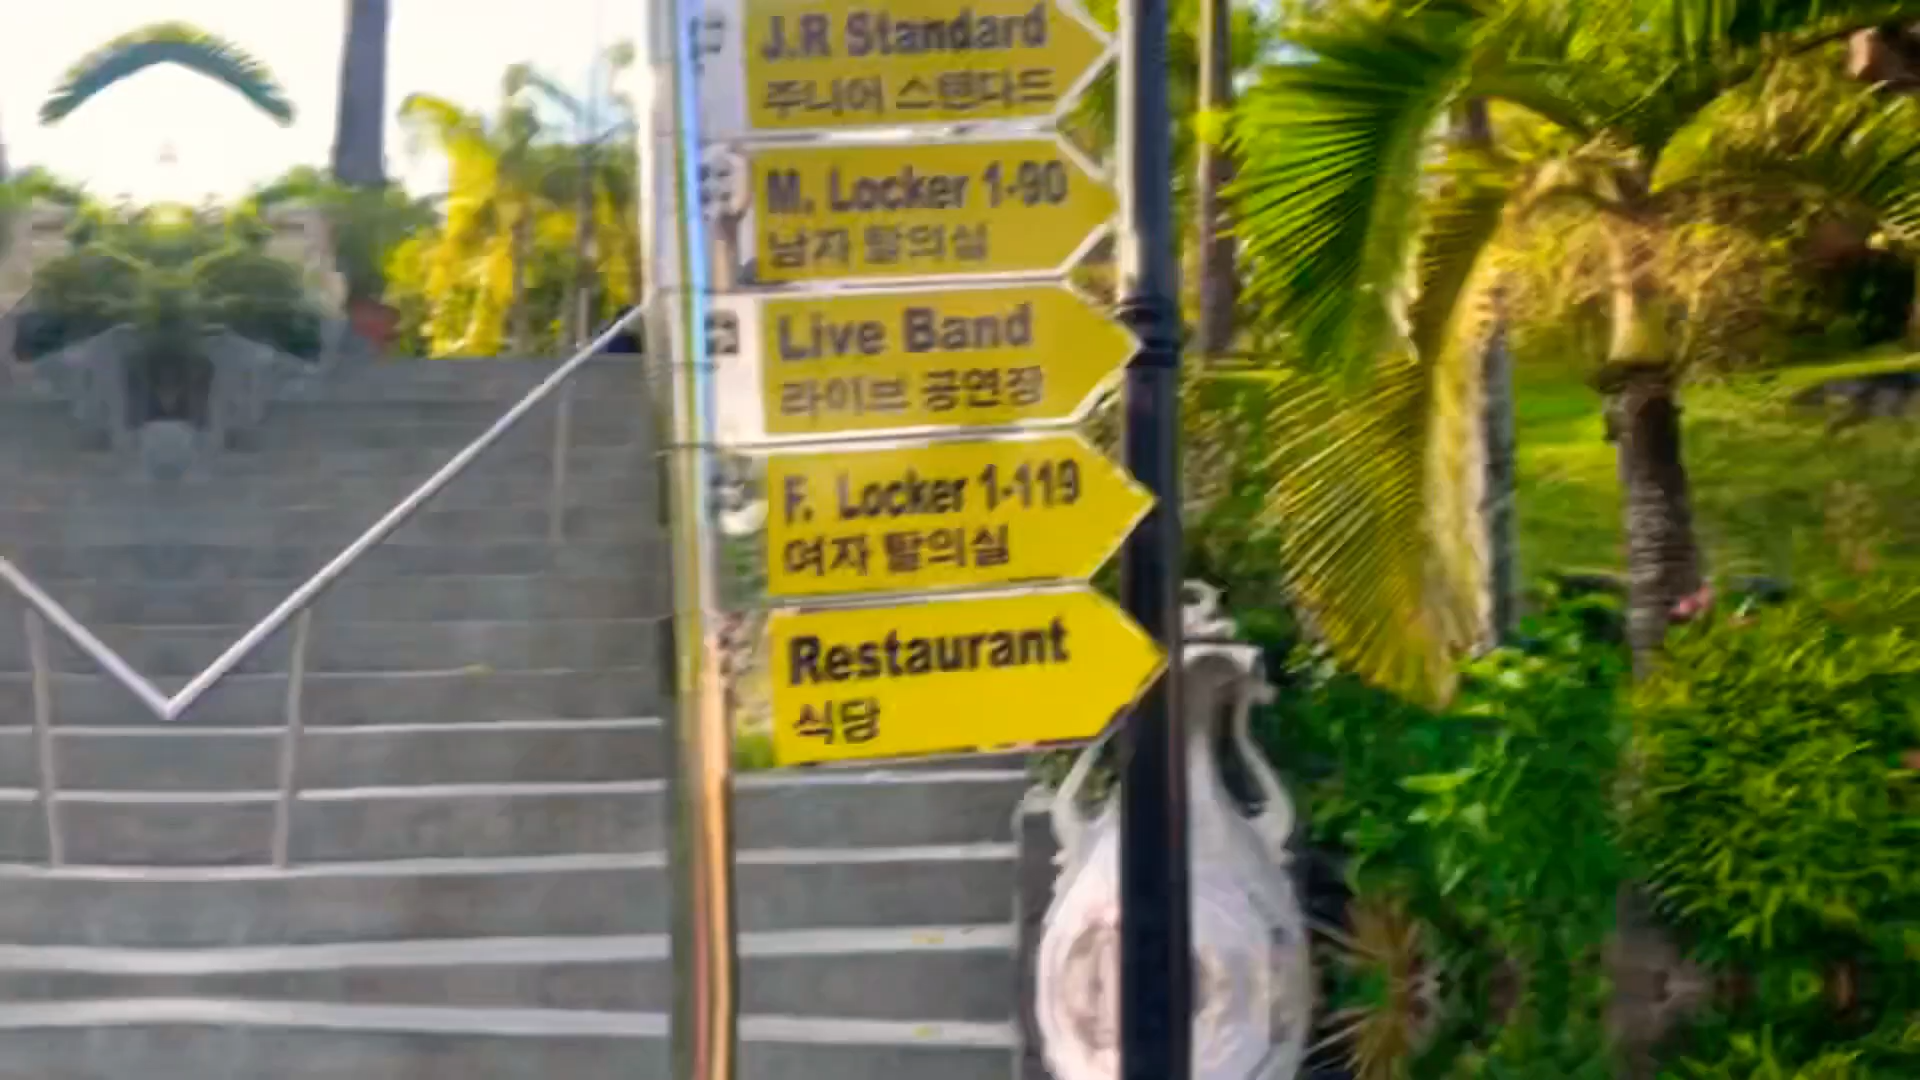 J.R Standard
주니어 스텐다드
M. Locker 1-90
남자 탈의실
Live Band
라이브 공연장
F. Locker 1-119
여자 탈의실
Restaurant
식당